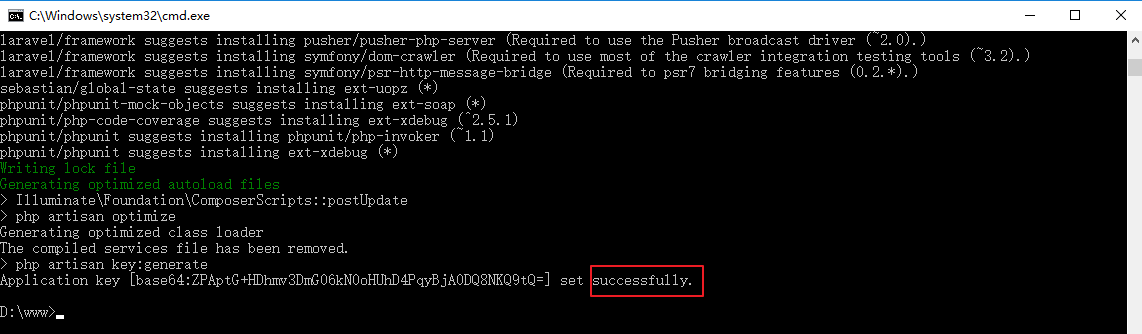 C:\Windows\system32\cmd.exe
laravel/framework suggests installing pusher/pusher-php-server (Required to use the Pusher broadcast driver (~2.0).)
laravel/framework suggests installing symfony/dom-crawler (Required to use most of the crawler integration testing tools (~3.2).)
laravel/framework suggests installing symfony/psr-http-message-bridge (Required to psr7 bridging features (0.2.*).)
sebastian/global-state suggests installing ext-uopz (*)
phpunit/phpunit-mock-objects suggests installing ext-soap (*)
phpunit/php-code-coverage suggests installing ext-xdebug (^2.5.1)
phpunit/phpunit suggests installing phpunit/php-invoker (~1.1)
phpunit/phpunit suggests installing ext-xdebug (*)
Writing lock file
Generating optimized autoload files
> Illuminate\Foundation\ComposerScripts::postUpdate
> php artisan optimize
Generating optimized class loader
The compiled services file has been removed.
> php artisan key:generate
Application key [base64:ZPAptG+HDhmv3DmG06kN0oHUhD4PqyBjA0DQ8NKQ9tQ=] set successfully.
D:\www>